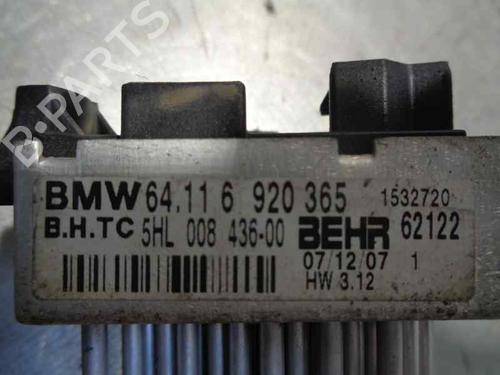 B-PARTS
BMW 64.11 6 920 365 1532720
B.H.TC 5HL 008 436-00 BEHR 62122
07/12/07 1
HW 3.12